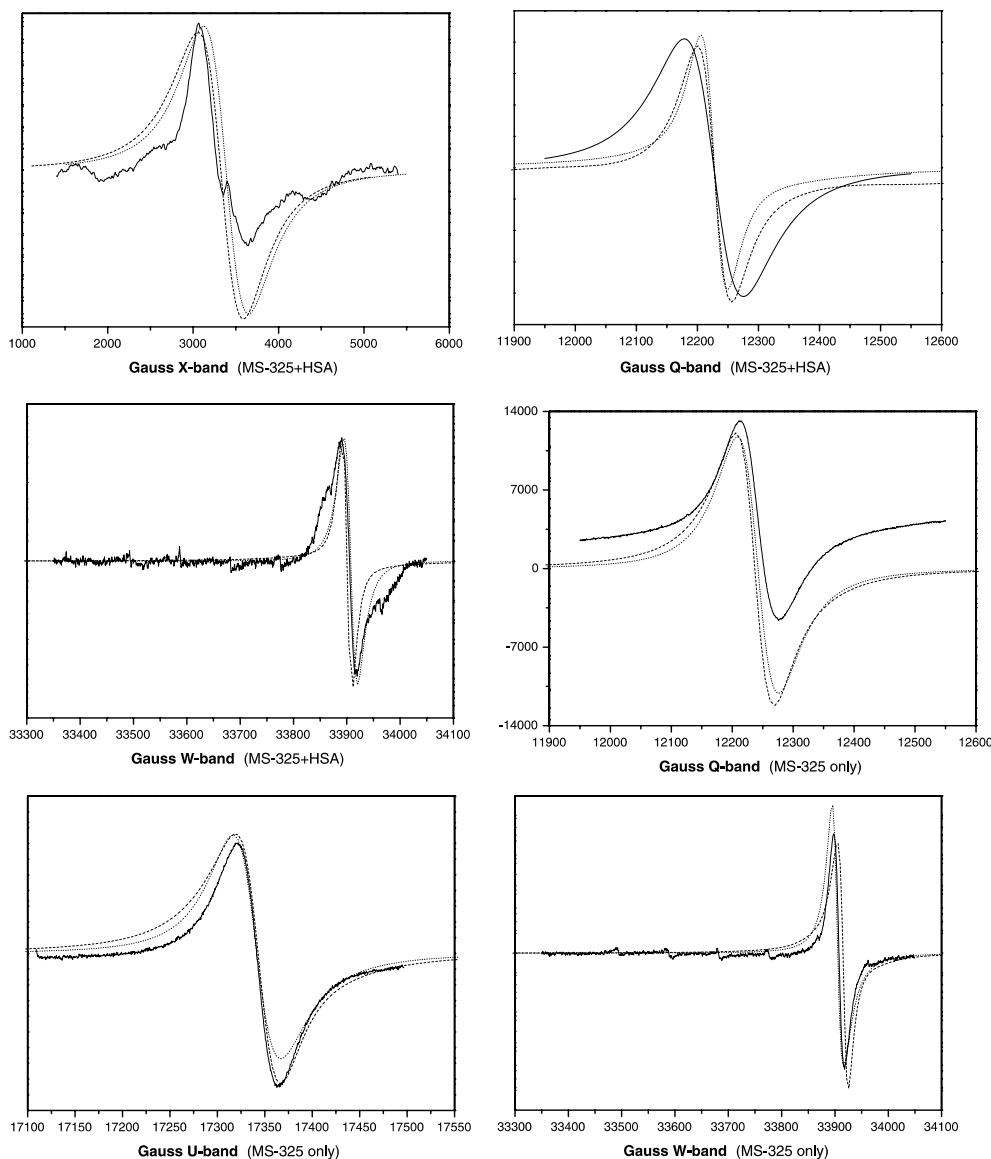 1000 2000 3000 4000 5000 6000
Gauss X-band (MS-325+HSA)
11900 12000 12100 12200 12300 12400 12500 12600
Gauss Q-band (MS-325+HSA)
33300 33400 33500 33600 33700 33800 33900 34000 34100
Gauss W-band (MS-325+HSA)
14000
7000
0
-7000
-14000
11900 12000 12100 12200 12300 12400 12500 12600
Gauss Q-band (MS-325 only)
17100 17150 17200 17250 17300 17350 17400 17450 17500 17550
Gauss U-band (MS-325 only)
33300 33400 33500 33600 33700 33800 33900 34000 34100
Gauss W-band (MS-325 only)